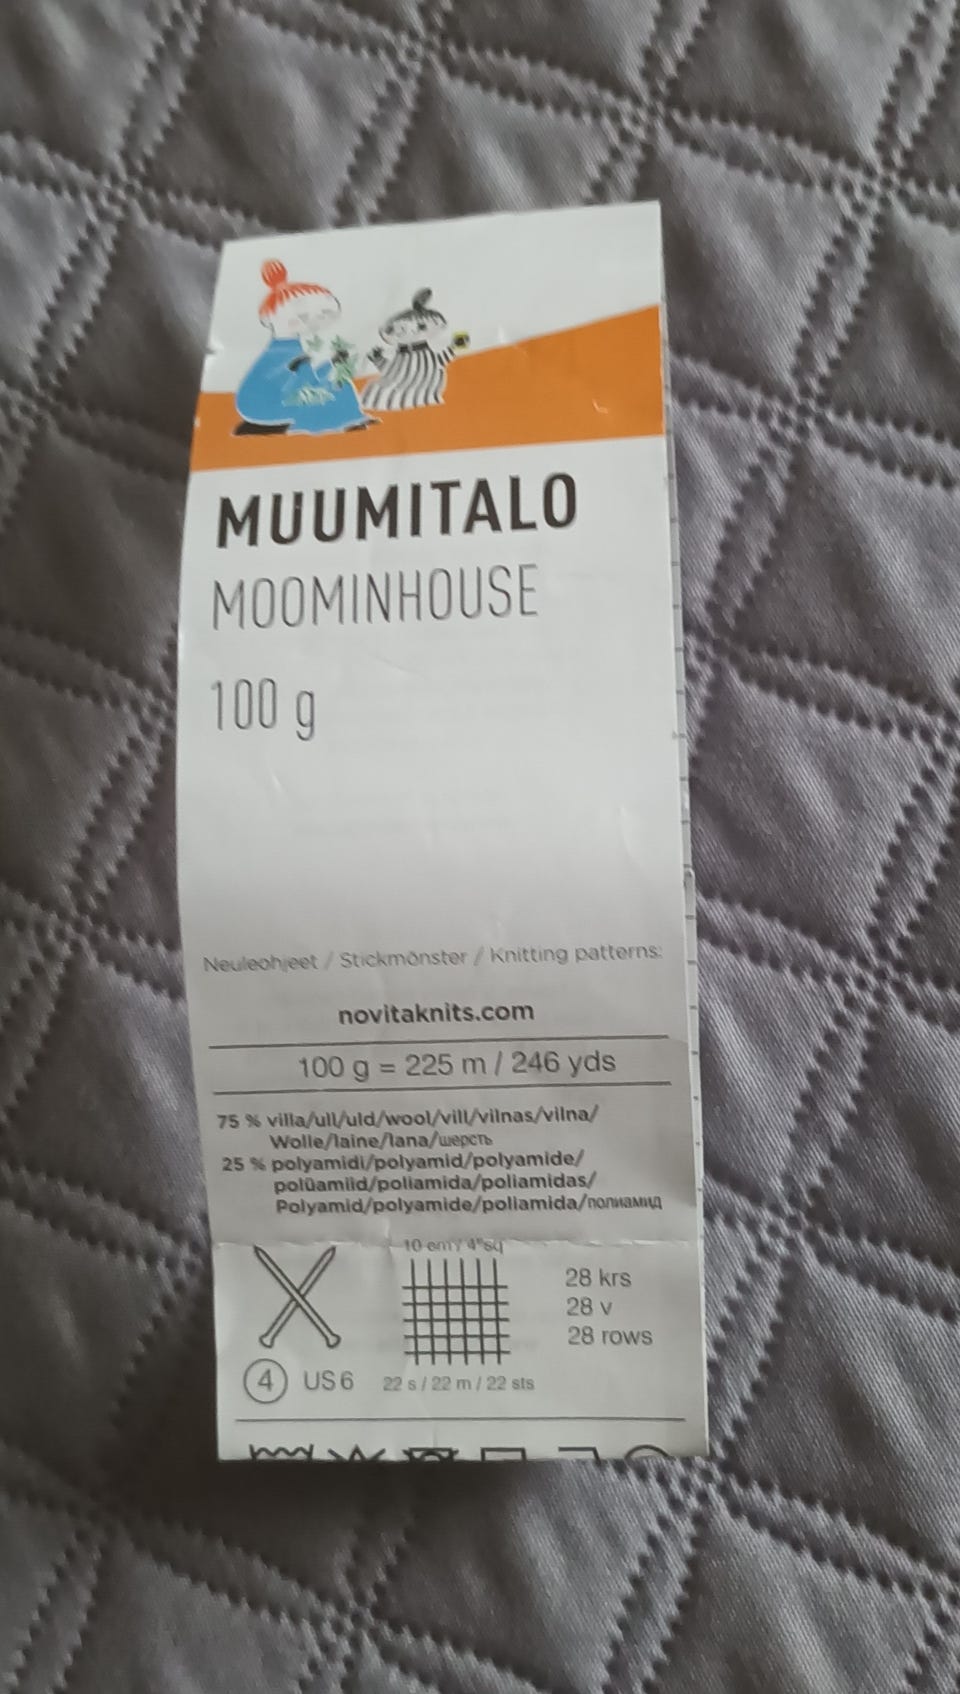 MUUMITALO
MOOMINHOUSE
100 g
Neuleohjeet / Stickmönster / Knitting patterns:
novitaknits.com
100 g = 225 m / 246 yds
75 % villa/ull/uld/wool/vill/vilnas/vilna/
Wolle/laine/lana/шерсть
25 % polyamidi/polyamid/polyamide/
polüamiid/poliamida/poliamidas/
Polyamid/polyamide/poliamida/полиамид
10 cm / 4"sq
28 krs
28 v
28 rows
4 US 6 22 s / 22 m / 22 sts